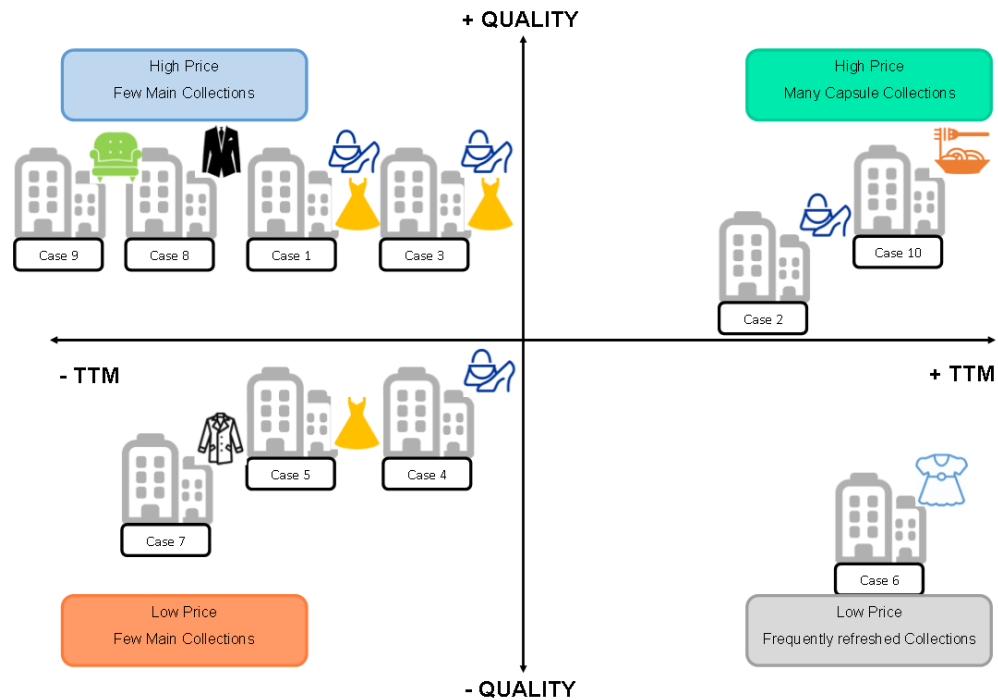 + QUALITY
High Price
Few Main Collections
High Price
Many Capsule Collections
Case 9
Case 8
Case 1
Case 3
Case 10
Case 2
- TTM
+ TTM
Case 5
Case 4
Case 7
Case 6
Low Price
Few Main Collections
Low Price
Frequently refreshed Collections
- QUALITY